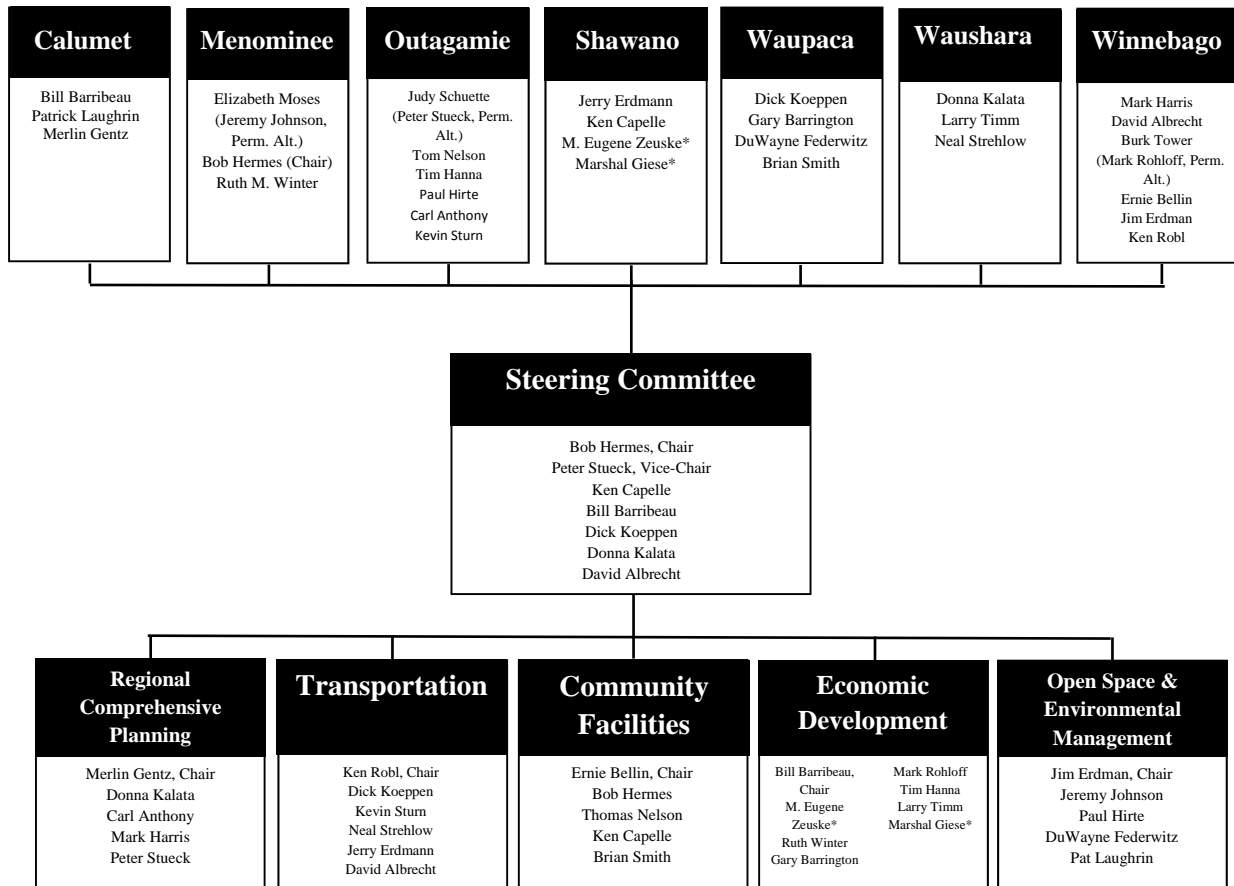 Calumet
Bill Barribeau
Patrick Laughrin
Merlin Gentz
Menominee
Elizabeth Moses
(Jeremy Johnson,
Perm. Alt.)
Bob Hermes (Chair)
Ruth M. Winter
Outagamie
Judy Schuette
(Peter Stueck, Perm.
Alt.)
Tom Nelson
Tim Hanna
Paul Hirte
Carl Anthony
Kevin Sturn
Shawano
Jerry Erdmann
Ken Capelle
M. Eugene Zeuske*
Marshal Giese*
Waupaca
Dick Koeppen
Gary Barrington
DuWayne Federwitz
Brian Smith
Waushara
Donna Kalata
Larry Timm
Neal Strehlow
Winnebago
Mark Harris
David Albrecht
Burk Tower
(Mark Rohloff, Perm.
Alt.)
Ernie Bellin
Jim Erdman
Ken Robl
Steering Committee
Bob Hermes, Chair
Peter Stueck, Vice-Chair
Ken Capelle
Bill Barribeau
Dick Koeppen
Donna Kalata
David Albrecht
Regional
Comprehensive
Planning
Merlin Gentz, Chair
Donna Kalata
Carl Anthony
Mark Harris
Peter Stueck
Transportation
Ken Robl, Chair
Dick Koeppen
Kevin Sturn
Neal Strehlow
Jerry Erdmann
David Albrecht
Community
Facilities
Ernie Bellin, Chair
Bob Hermes
Thomas Nelson
Ken Capelle
Brian Smith
Economic
Development
Bill Barribeau,
Chair
M. Eugene
Zeuske*
Ruth Winter
Gary Barrington
Mark Rohloff
Tim Hanna
Larry Timm
Marshal Giese*
Open Space &
Environmental
Management
Jim Erdman, Chair
Jeremy Johnson
Paul Hirte
DuWayne Federwitz
Pat Laughrin